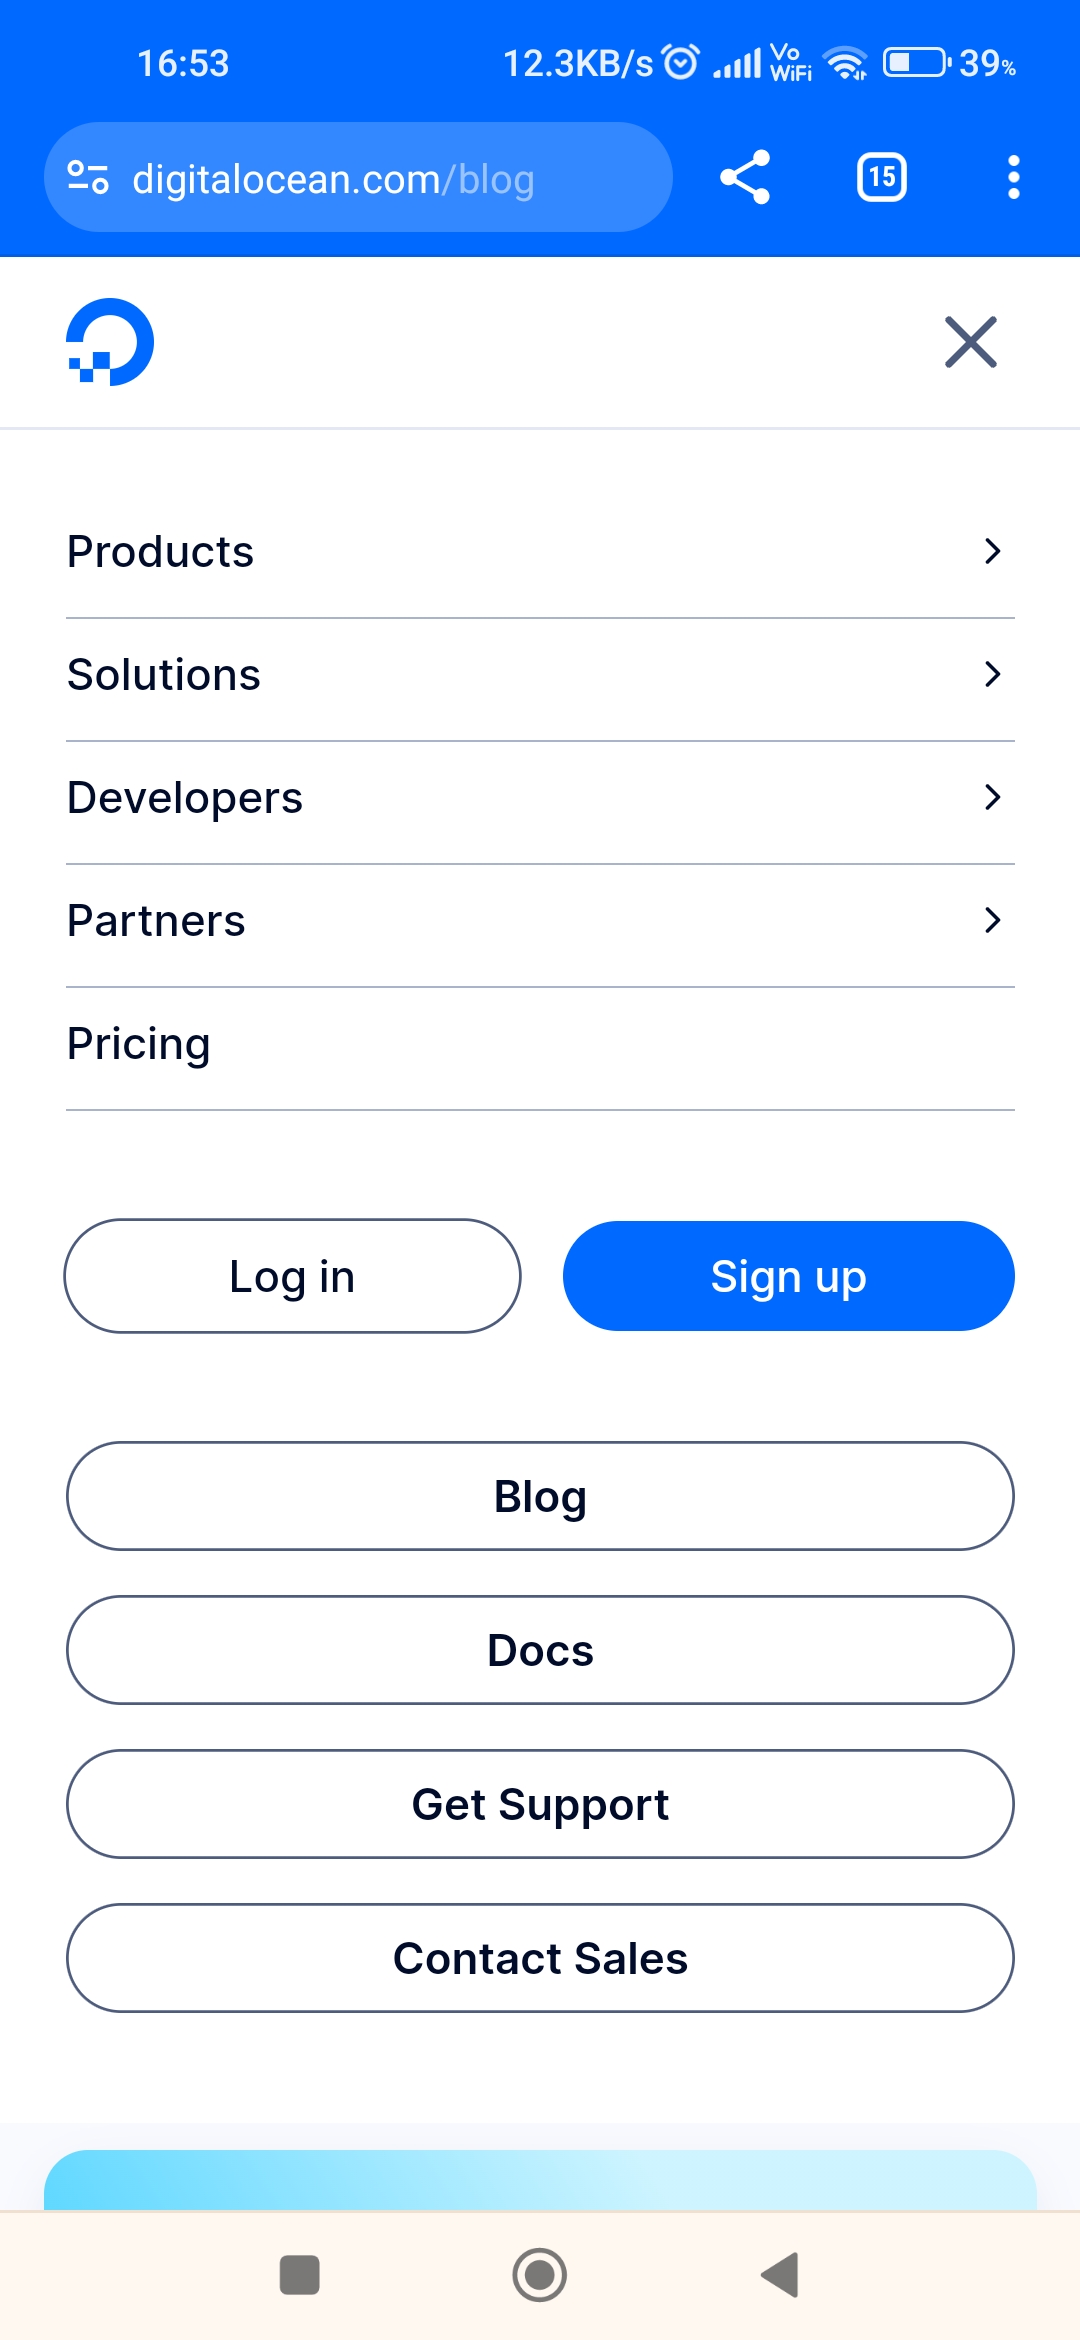 16:53 12.3KB/s Vo WiFi 39%
digitalocean.com/blog 15
Products
Solutions
Developers
Partners
Pricing
Log in Sign up
Blog
Docs
Get Support
Contact Sales